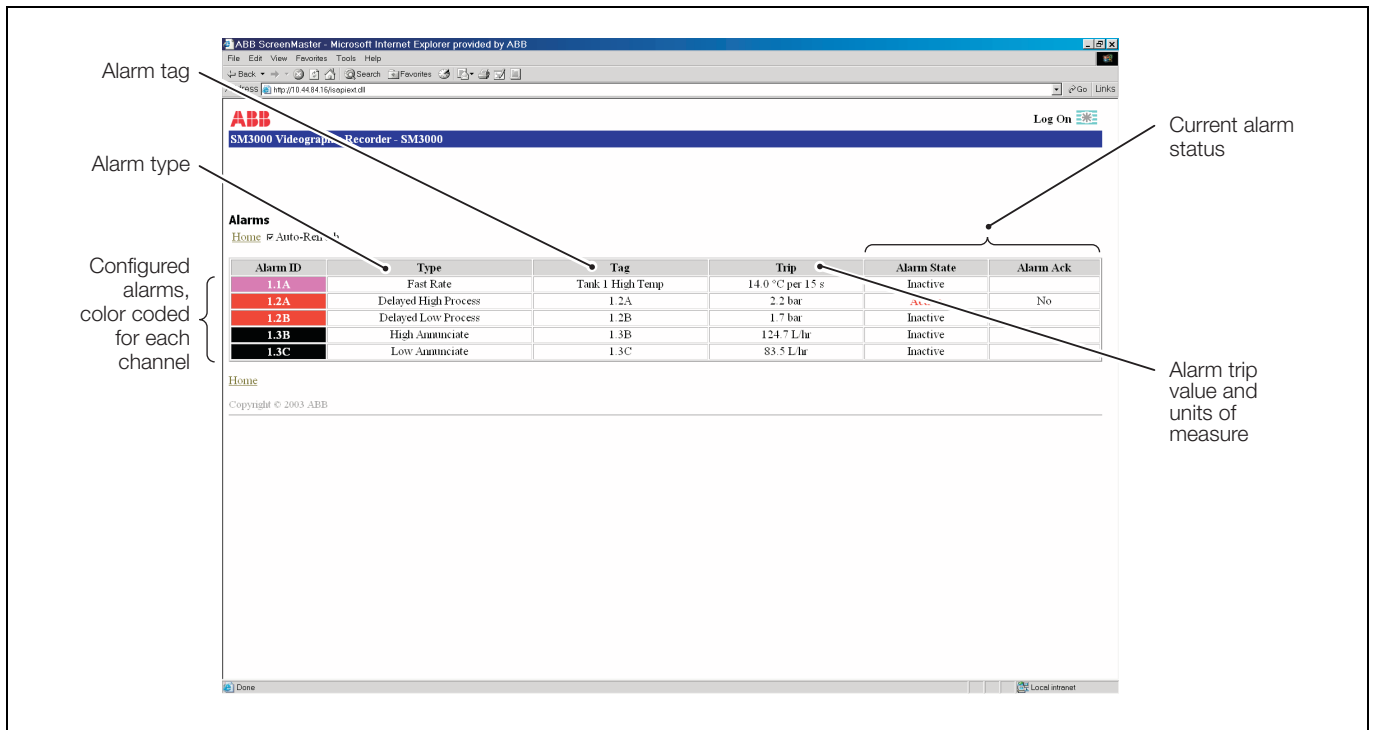 ABB ScreenMaster - Microsoft Internet Explorer provided by ABB
File Edit View Favorites Tools Help
Back Search Favorites
http://10.44.84.16/isapiext.dll Go Links
ABB Log On
SM3000 Recorder - SM3000
Alarm tag
Alarm type
Current alarm
status
Alarms
Home
Configured
alarms,
color coded
for each
channel
Alarm ID Type Tag Trip Alarm State Alarm Ack
1.1A Fast Rate Tank 1 High Temp 14.0 °C per 15 s Inactive
1.2A Delayed High Process 1.2A 2.2 bar No
1.2B Delayed Low Process 1.2B 1.7 bar Inactive
1.3B High Annunciate 1.3B 124.7 L/hr Inactive
1.3C Low Annunciate 1.3C 83.5 L/hr Inactive
Home
Copyright © 2003 ABB
Alarm trip
value and
units of
measure
Done Local intranet